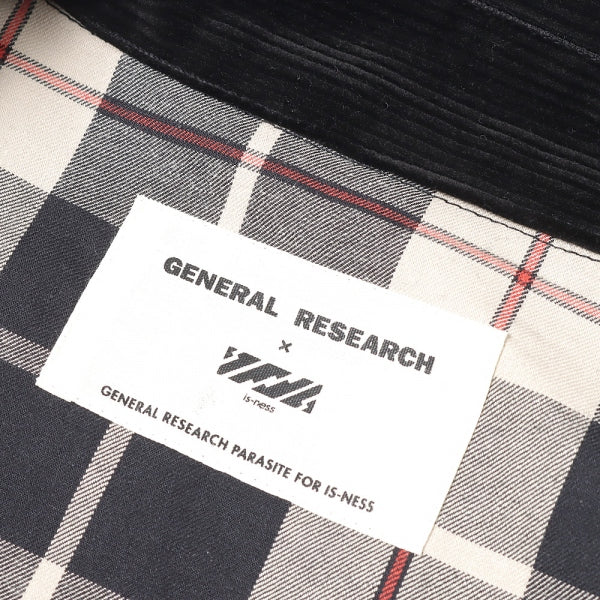 GENERAL RESEARCH
×
is-ness
GENERAL RESEARCH PARASITE FOR IS-NESS